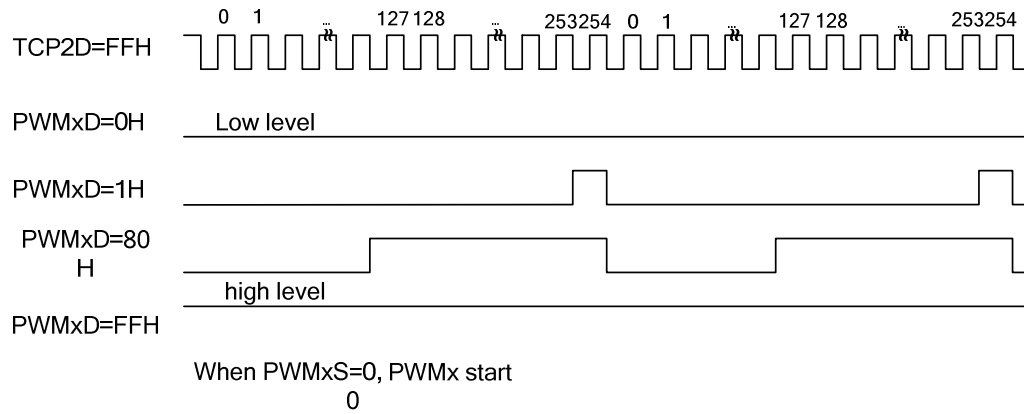 0 1 ... 127 128 ... 253 254 0 1 ... 127 128 ... 253 254
TCP2D=FFH
PWMxD=0H Low level
PWMxD=1H
PWMxD=80
H
high level
PWMxD=FFH
When PWMxS=0, PWMx start
0